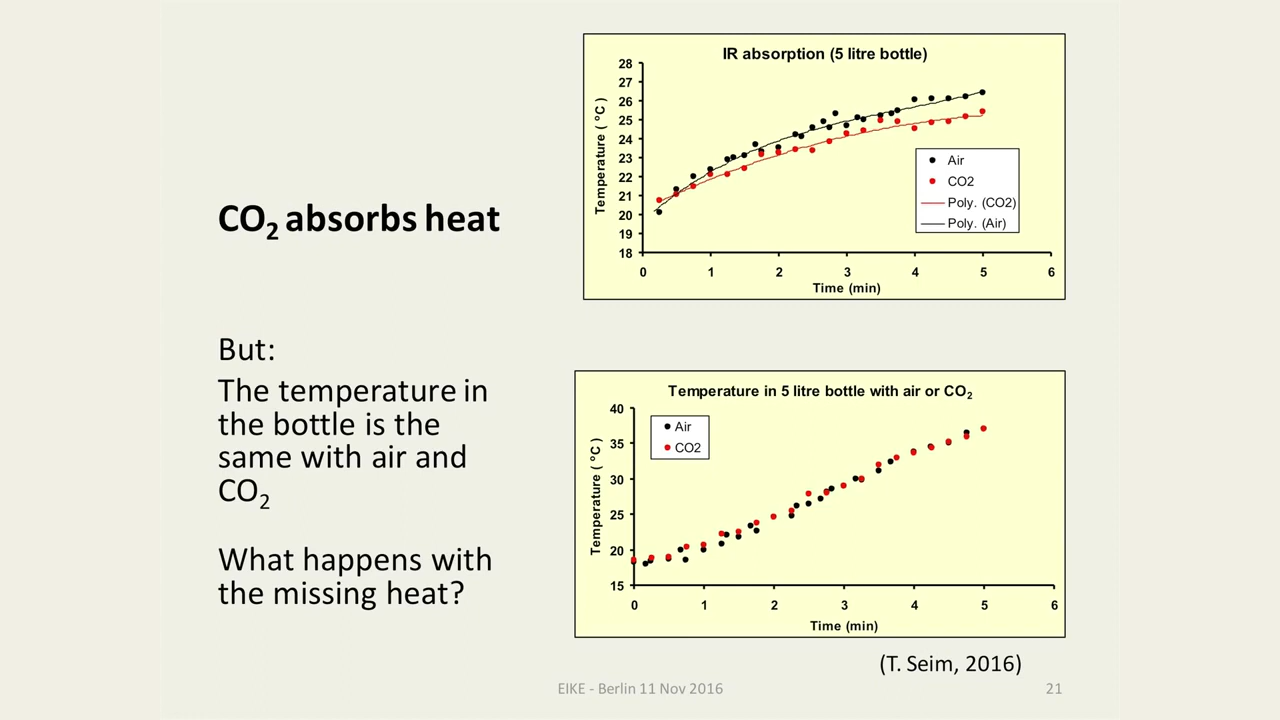 CO₂ absorbs heat
But:
The temperature in
the bottle is the
same with air and
CO₂
What happens with
the missing heat?
IR absorption (5 litre bottle)
28
27
26
25
24
23
22
21
20
19
18
Temperature ( °C )
0 1 2 3 4 5 6
Time (min)
Air
CO2
Poly. (CO2)
Poly. (Air)
Temperature in 5 litre bottle with air or CO₂
40
35
30
25
20
15
Temperature ( °C )
Air
CO2
0 1 2 3 4 5 6
Time (min)
(T. Seim, 2016)
EIKE - Berlin 11 Nov 2016
21